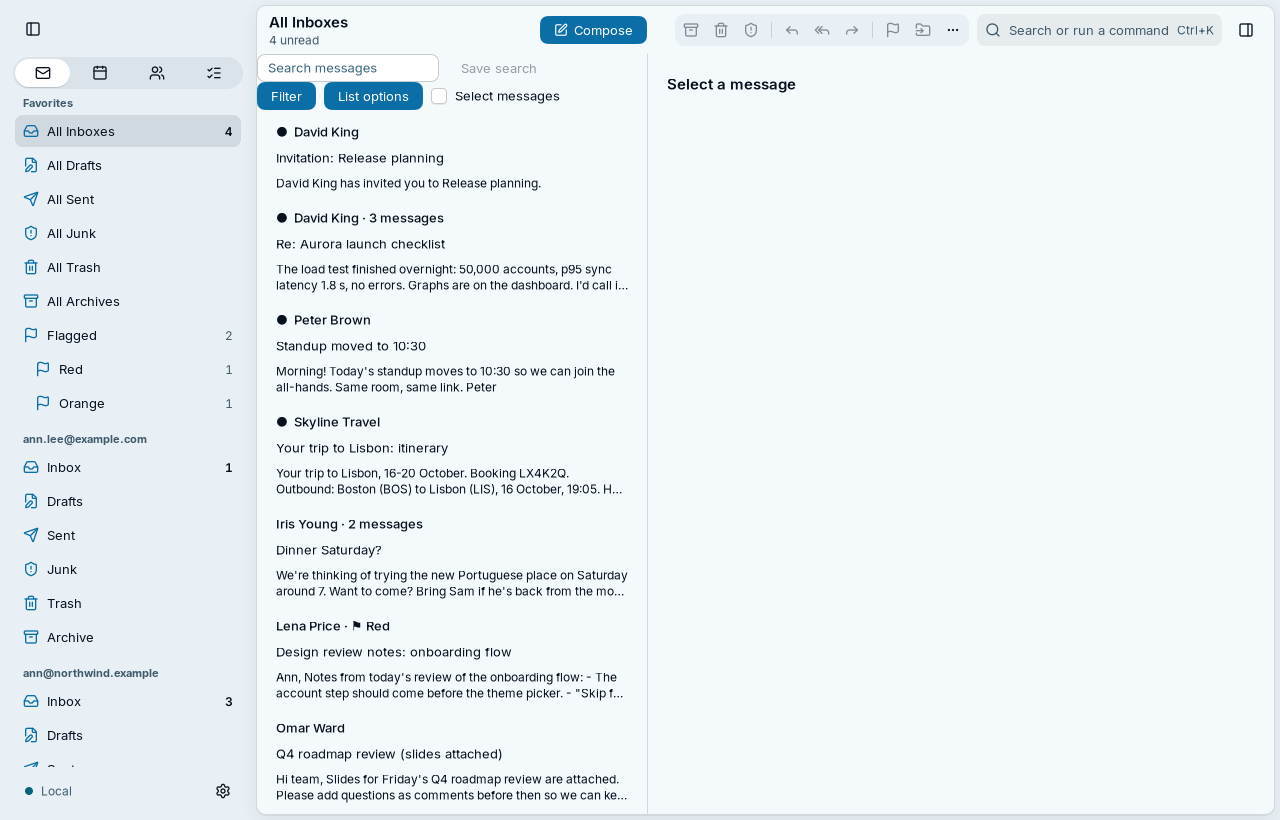 All Inboxes
4 unread
Compose
Search or run a command Ctrl+K
Favorites
All Inboxes 4
All Drafts
All Sent
All Junk
All Trash
All Archives
Flagged 2
Red 1
Orange 1
ann.lee@example.com
Inbox 1
Drafts
Sent
Junk
Trash
Archive
ann@northwind.example
Inbox 3
Drafts
Local
Search messages Save search
Filter List options Select messages
David King
Invitation: Release planning
David King has invited you to Release planning.
David King · 3 messages
Re: Aurora launch checklist
The load test finished overnight: 50,000 accounts, p95 sync
latency 1.8 s, no errors. Graphs are on the dashboard. I'd call i…
Peter Brown
Standup moved to 10:30
Morning! Today's standup moves to 10:30 so we can join the
all-hands. Same room, same link. Peter
Skyline Travel
Your trip to Lisbon: itinerary
Your trip to Lisbon, 16-20 October. Booking LX4K2Q.
Outbound: Boston (BOS) to Lisbon (LIS), 16 October, 19:05. H…
Iris Young · 2 messages
Dinner Saturday?
We're thinking of trying the new Portuguese place on Saturday
around 7. Want to come? Bring Sam if he's back from the mo…
Lena Price · ⚑ Red
Design review notes: onboarding flow
Ann, Notes from today's review of the onboarding flow: - The
account step should come before the theme picker. - "Skip f…
Omar Ward
Q4 roadmap review (slides attached)
Hi team, Slides for Friday's Q4 roadmap review are attached.
Please add questions as comments before then so we can ke…
Select a message